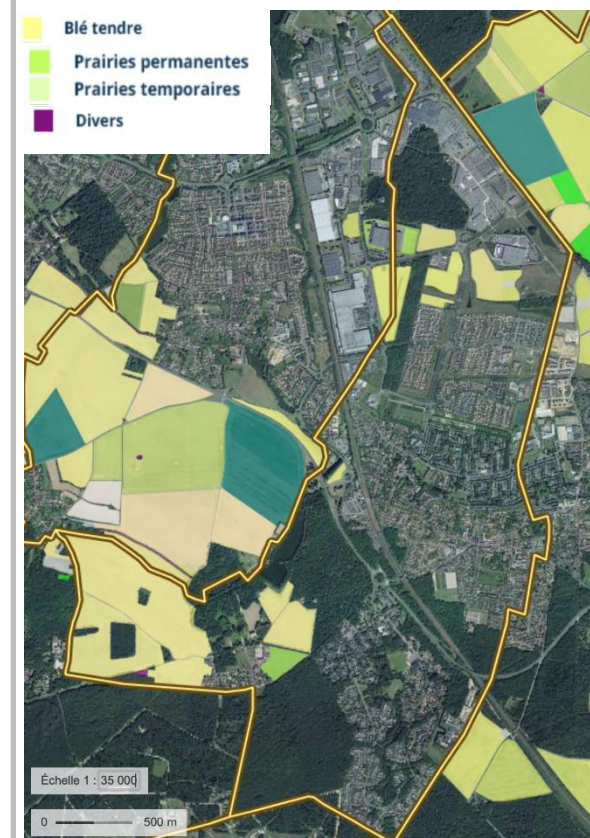 Blé tendre
Prairies permanentes
Prairies temporaires
Divers
Échelle 1 : 35 000
0 500 m